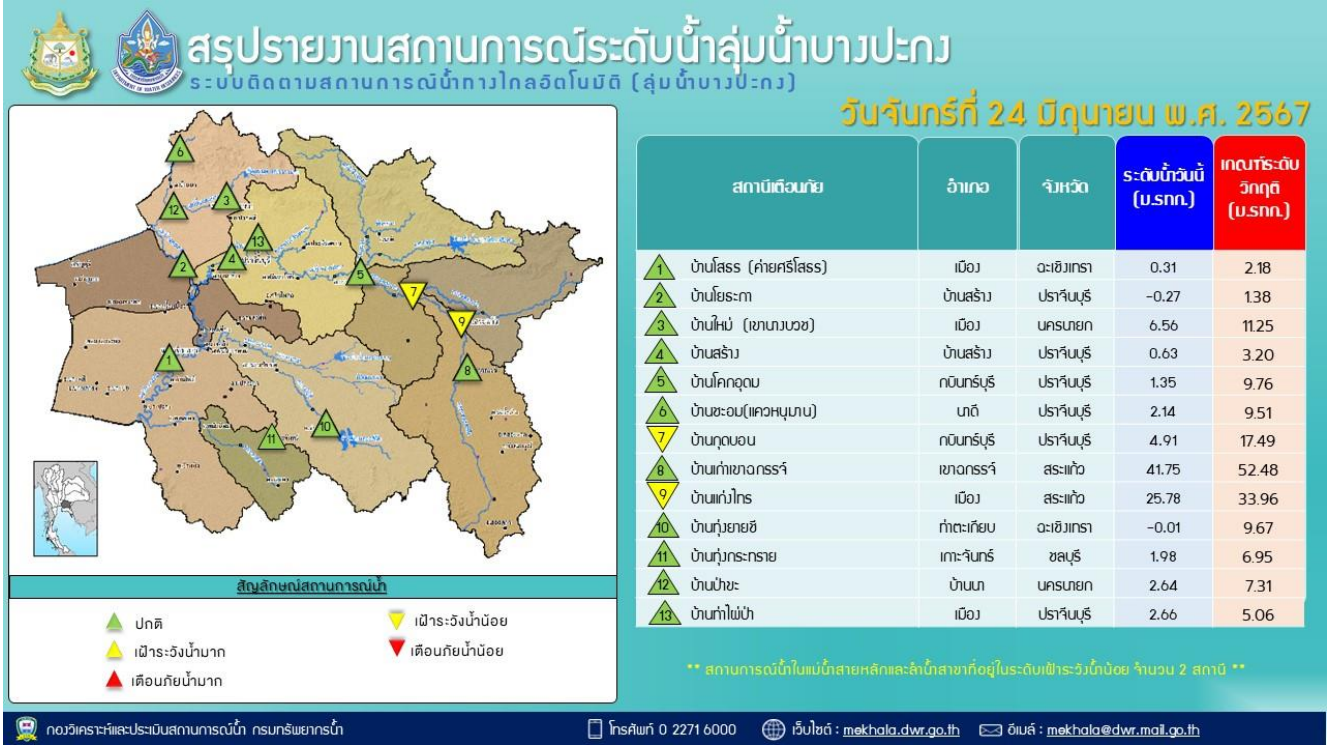 สรุปรายงานสถานการณ์ระดับน้ำลุ่มน้ำบางปะกง
ระบบติดตามสถานการณ์น้ำทางไกลอัตโนมัติ (ลุ่มน้ำบางปะกง)
วันจันทร์ที่ 24 มิถุนายน พ.ศ. 2567
สถานีเตือนภัย อำเภอ จังหวัด ระดับน้ำวันนี้ (ม.รทก.) เกณฑ์ระดับวิกฤติ (ม.รทก.)
1 บ้านโสธร (ค่ายศรีโสธร) เมือง ฉะเชิงเทรา 0.31 2.18
2 บ้านโยธะกา บ้านสร้าง ปราจีนบุรี -0.27 1.38
3 บ้านใหม่ (เขานางบวช) เมือง นครนายก 6.56 11.25
4 บ้านสร้าง บ้านสร้าง ปราจีนบุรี 0.63 3.20
5 บ้านโคกอุดม กบินทร์บุรี ปราจีนบุรี 1.35 9.76
6 บ้านชะอม(แควหนุมาน) นาดี ปราจีนบุรี 2.14 9.51
7 บ้านกุดบอน กบินทร์บุรี ปราจีนบุรี 4.91 17.49
8 บ้านเก่าเขาฉกรรจ์ เขาฉกรรจ์ สระแก้ว 41.75 52.48
9 บ้านแก่งไทร เมือง สระแก้ว 25.78 33.96
10 บ้านทุ่งยายชี ท่าตะเกียบ ฉะเชิงเทรา -0.01 9.67
11 บ้านทุ่งกระทราย เกาะจันทร์ ชลบุรี 1.98 6.95
12 บ้านป่าขะ บ้านนา นครนายก 2.64 7.31
13 บ้านท่าไผ่ป่า เมือง ปราจีนบุรี 2.66 5.06
** สถานการณ์น้ำในแม่น้ำสายหลักและลำน้ำสาขาที่อยู่ในระดับเฝ้าระวังน้ำน้อย จำนวน 2 สถานี **
6
12
3
13
2
4
5
7
9
1
8
11
10
สัญลักษณ์สถานการณ์น้ำ
ปกติ
เฝ้าระวังน้ำน้อย
เฝ้าระวังน้ำมาก
เตือนภัยน้ำน้อย
เตือนภัยน้ำมาก
กองวิเคราะห์และประเมินสถานการณ์น้ำ กรมทรัพยากรน้ำ
โทรศัพท์ 0 2271 6000
เว็บไซต์ : mekhala.dwr.go.th
อีเมล์ : mekhala@dwr.mail.go.th